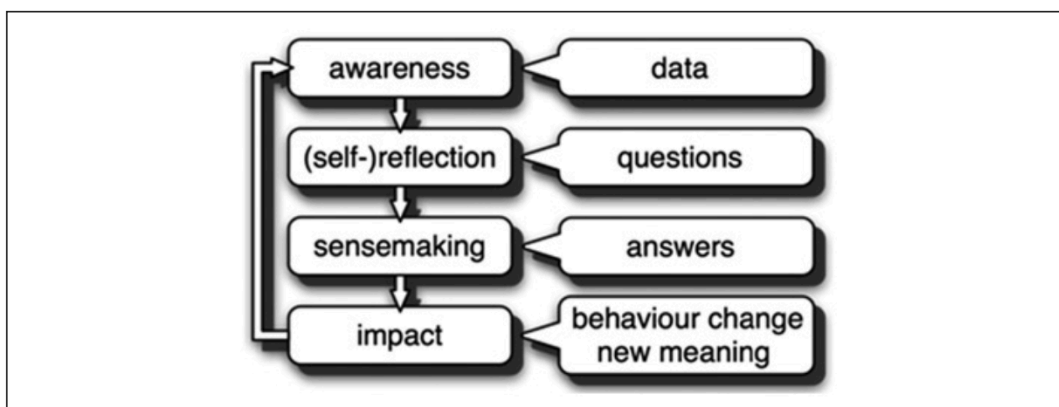 awareness
data
(self-)reflection
questions
sensemaking
answers
impact
behaviour change
new meaning